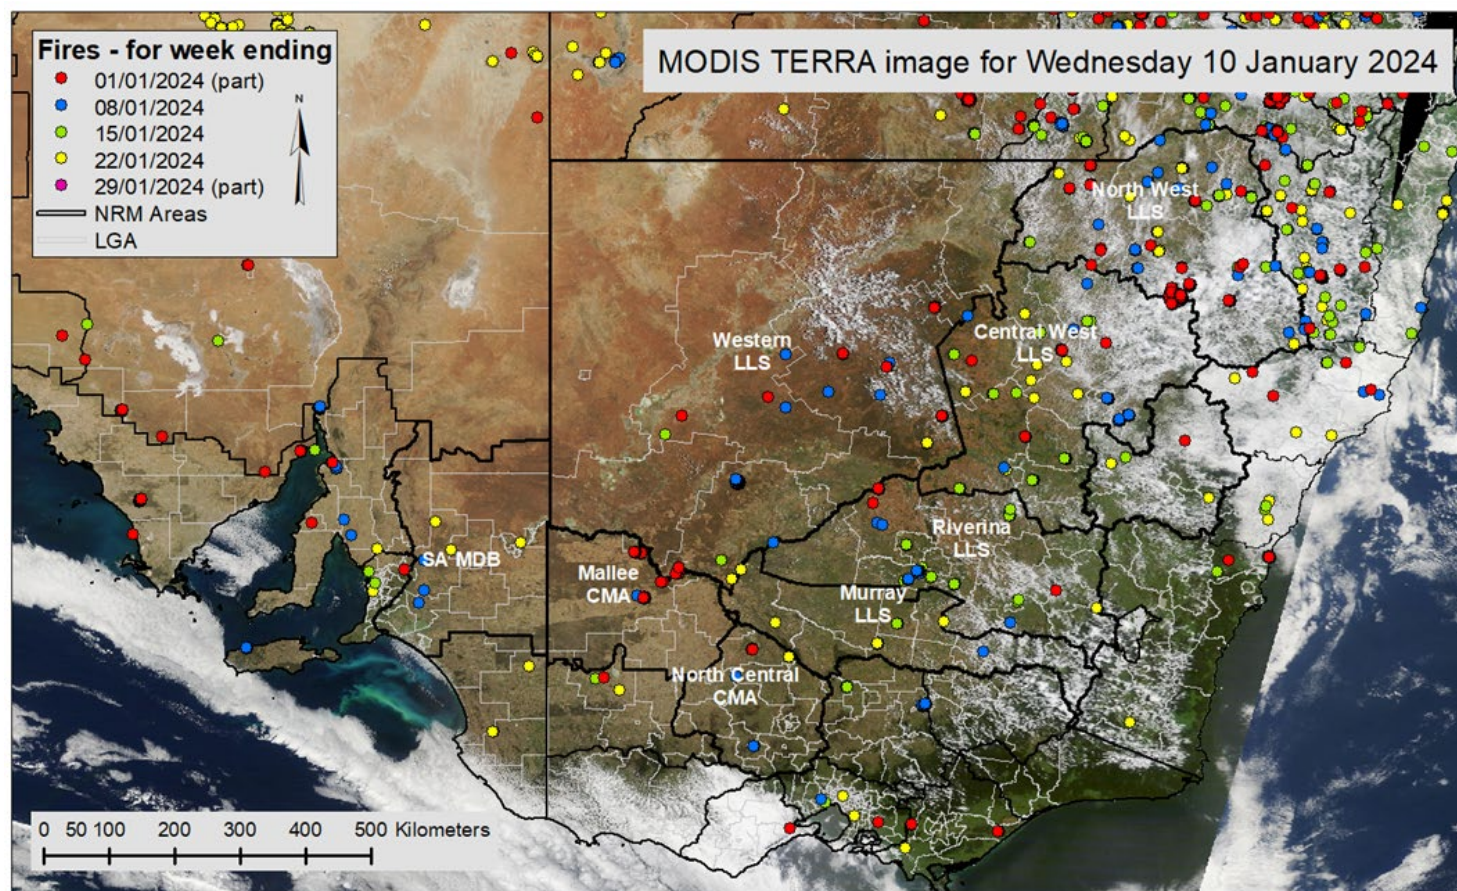 Fires - for week ending
01/01/2024 (part)
08/01/2024
15/01/2024
22/01/2024
29/01/2024 (part)
NRM Areas
LGA
N
MODIS TERRA image for Wednesday 10 January 2024
North West
LLS
Western
LLS
Central West
LLS
Riverina
LLS
SA MDB
Mallee
CMA
Murray
LLS
North Central
CMA
0 50 100 200 300 400 500 Kilometers